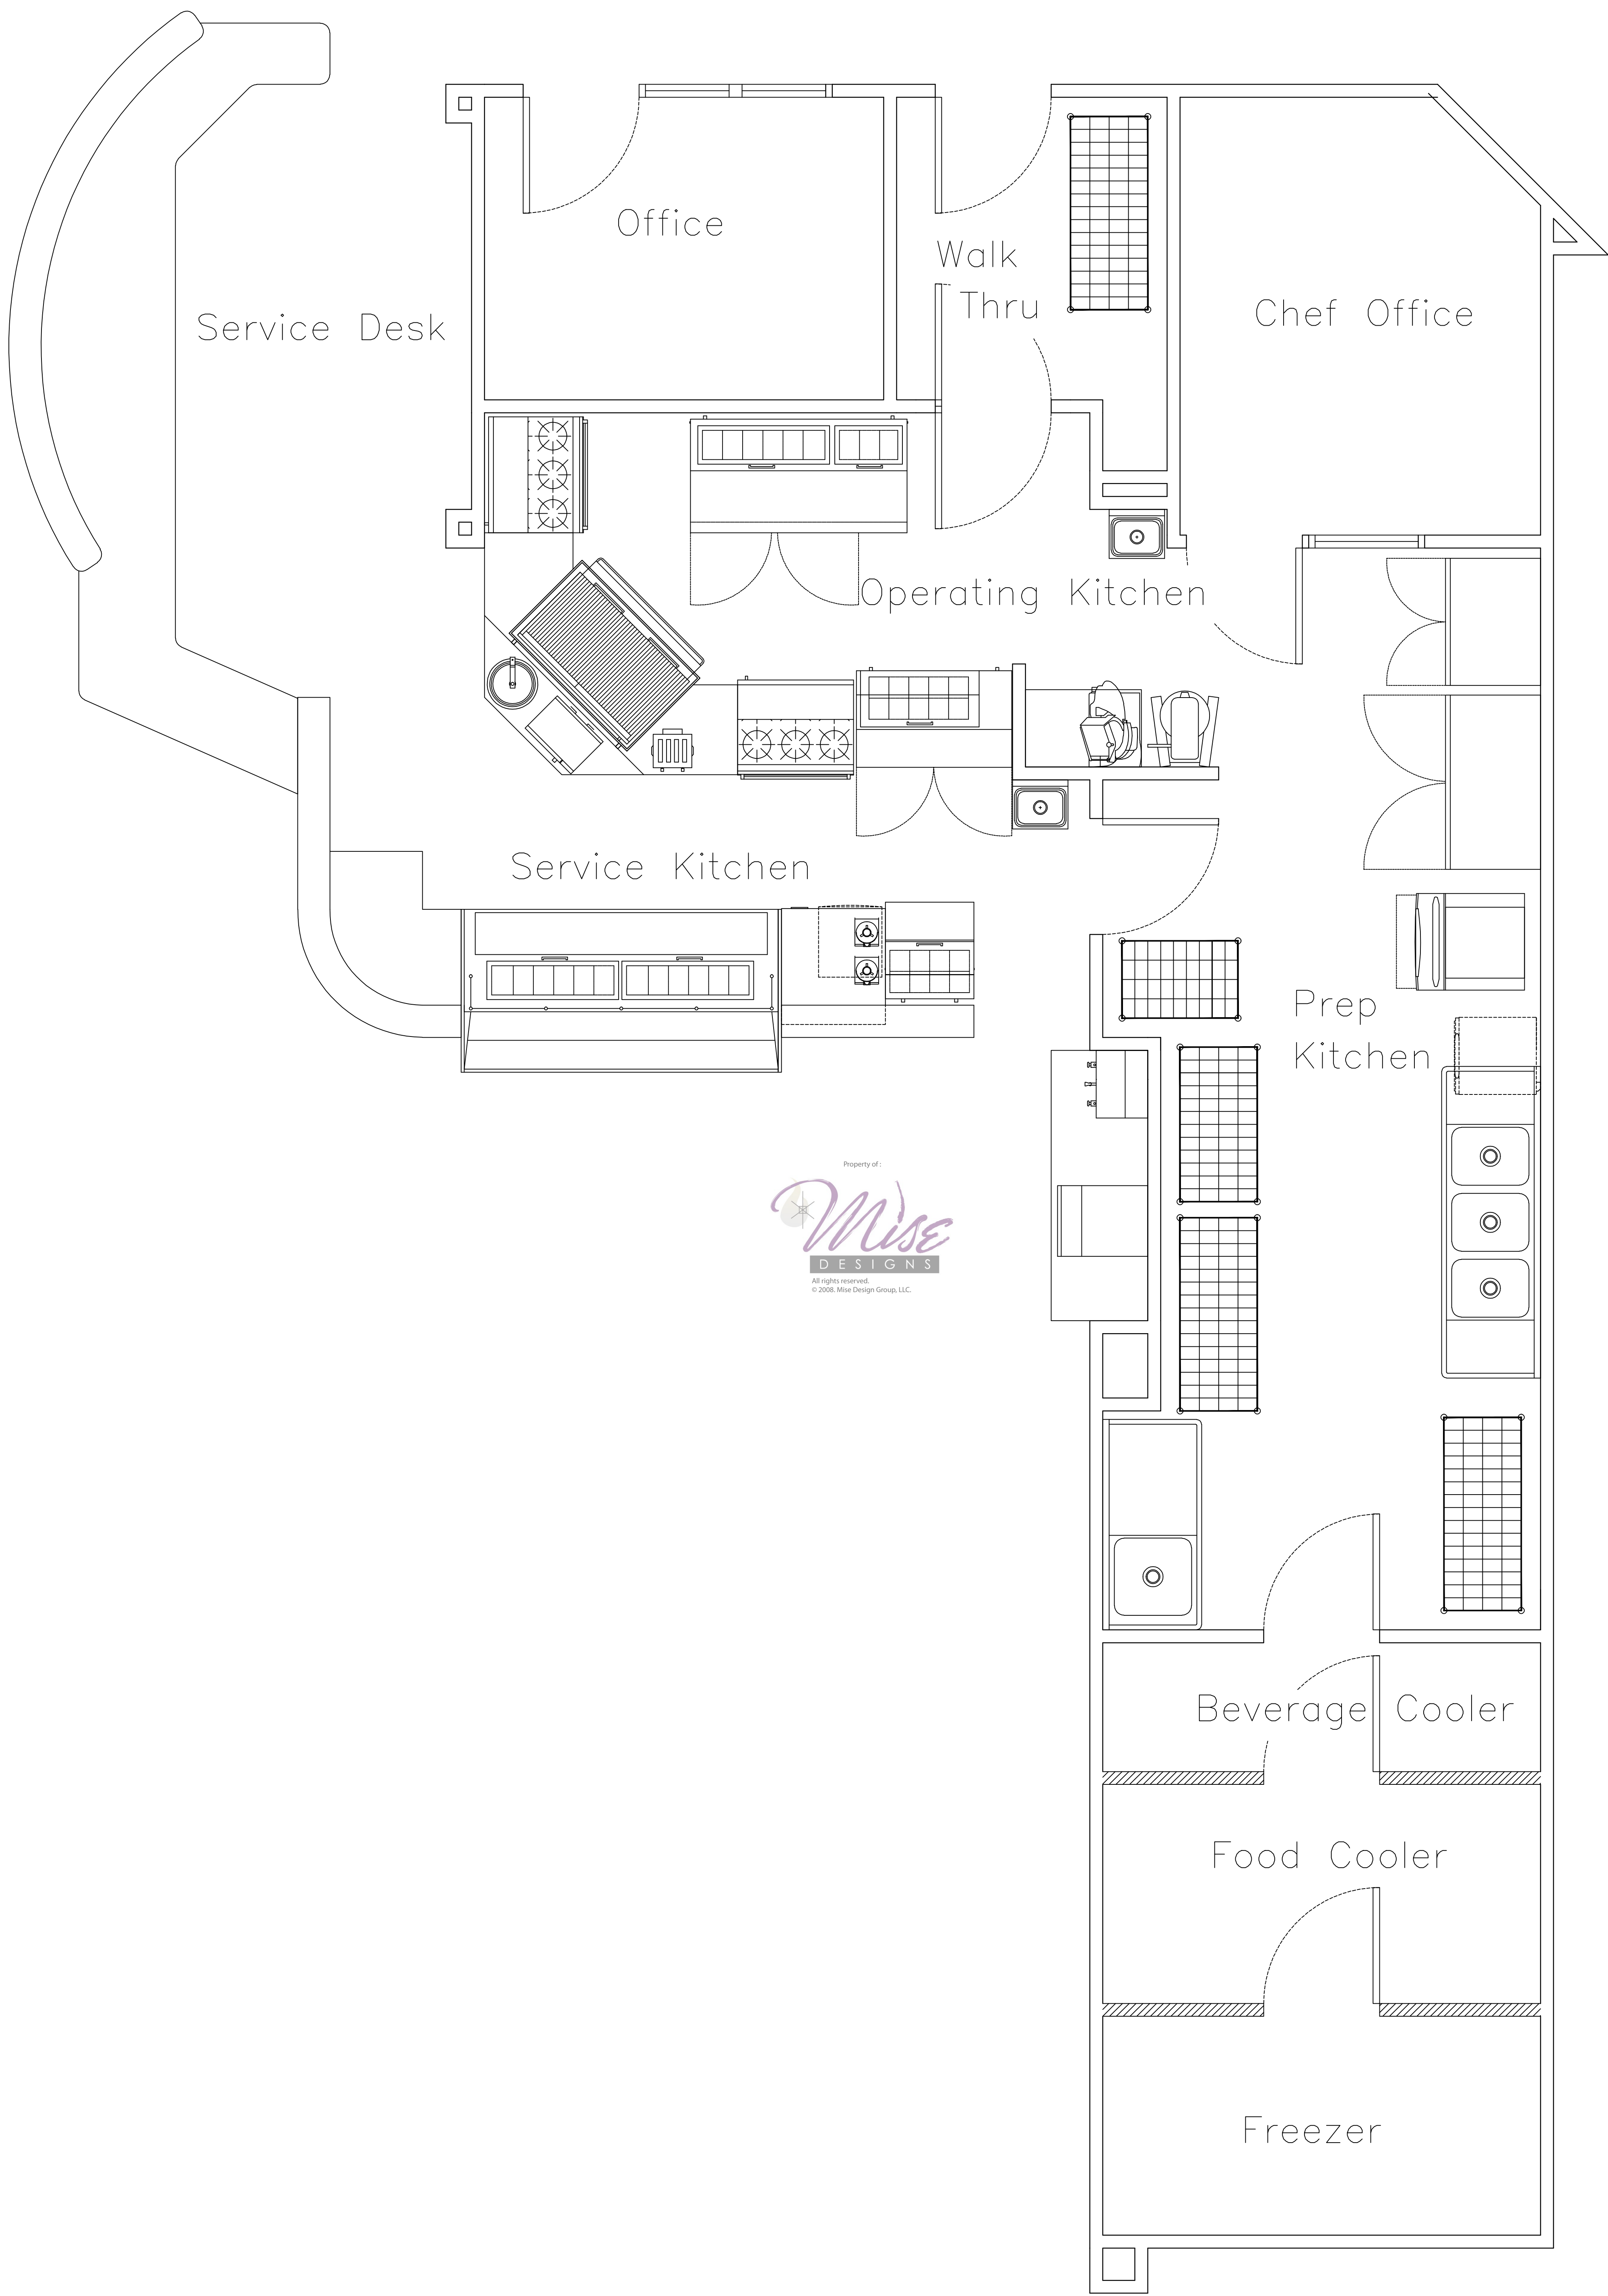 Office
Walk
Thru
Service Desk
Chef Office
Operating Kitchen
Service Kitchen
Prep
Kitchen
Property of :
Mise
DESIGNS
All rights reserved.
© 2008. Mise Design Group, LLC.
Beverage Cooler
Food Cooler
Freezer